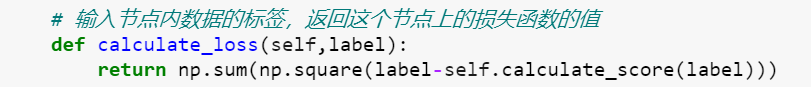 # 输入节点内数据的标签，返回这个节点上的损失函数的值
def calculate_loss(self,label):
return np.sum(np.square(label-self.calculate_score(label)))